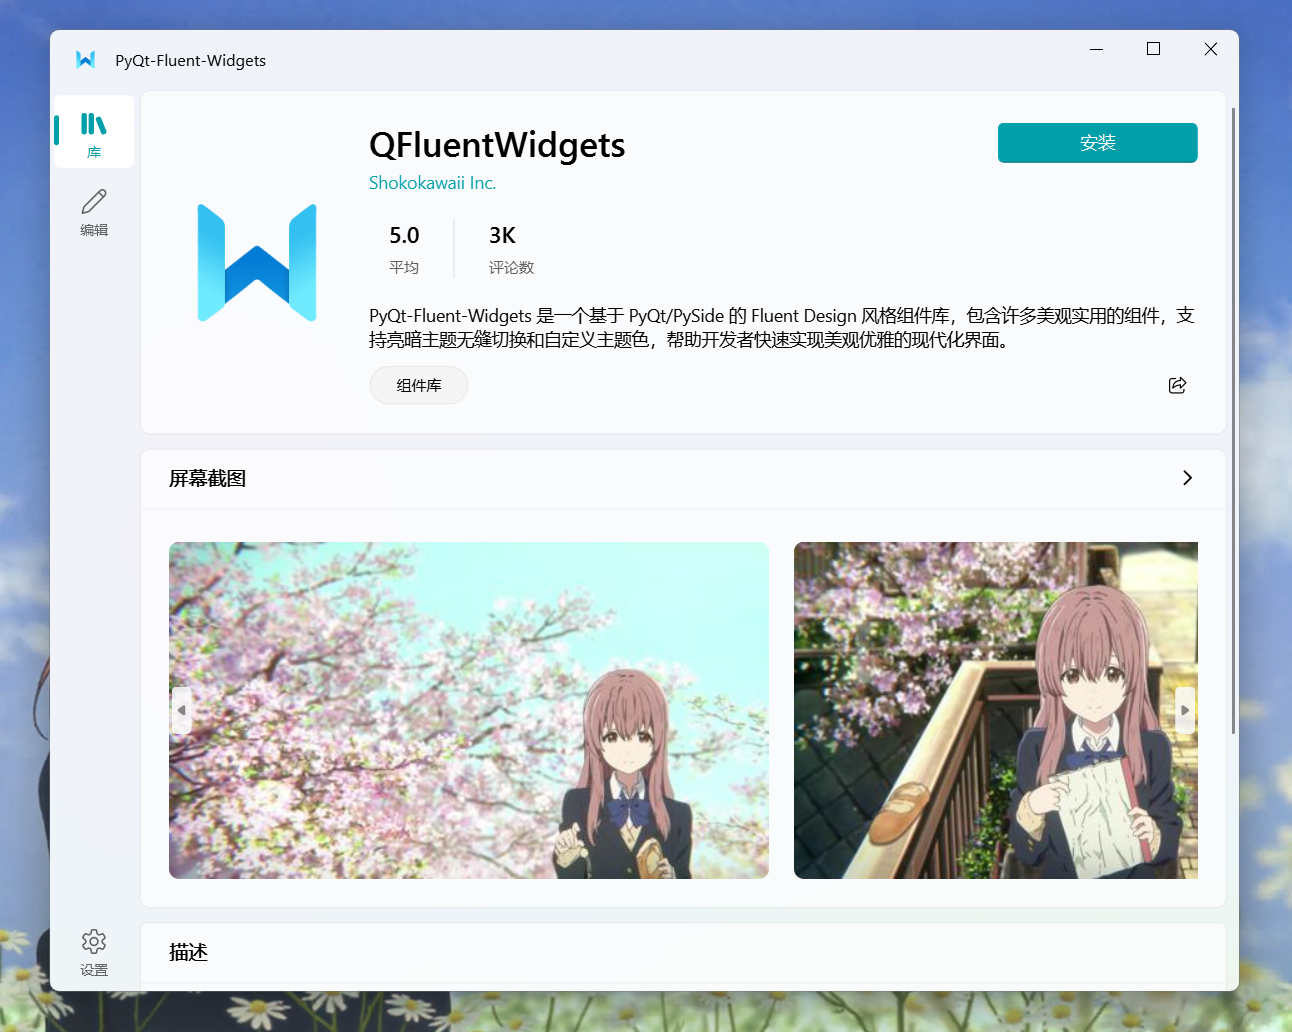 PyQt-Fluent-Widgets
库
编辑
设置
QFluentWidgets
安装
Shokokawaii Inc.
5.0
3K
平均
评论数
PyQt-Fluent-Widgets 是一个基于 PyQt/PySide 的 Fluent Design 风格组件库，包含许多美观实用的组件，支
持亮暗主题无缝切换和自定义主题色，帮助开发者快速实现美观优雅的现代化界面。
组件库
屏幕截图
描述